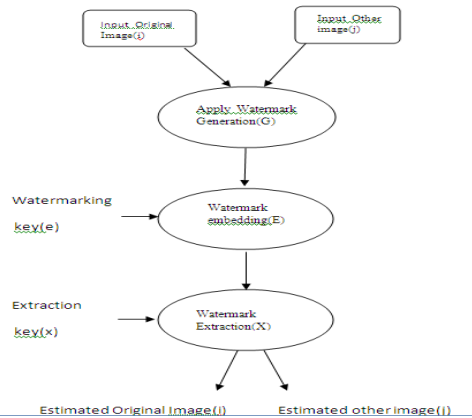 Input Original
Image(i)
Input Other
image(j)
Apply Watermark
Generation(G)
Watermarking
key(e)
Watermark
embedding(E)
Extraction
key(x)
Watermark
Extraction(X)
Estimated Original Image(i)
Estimated other image(j)